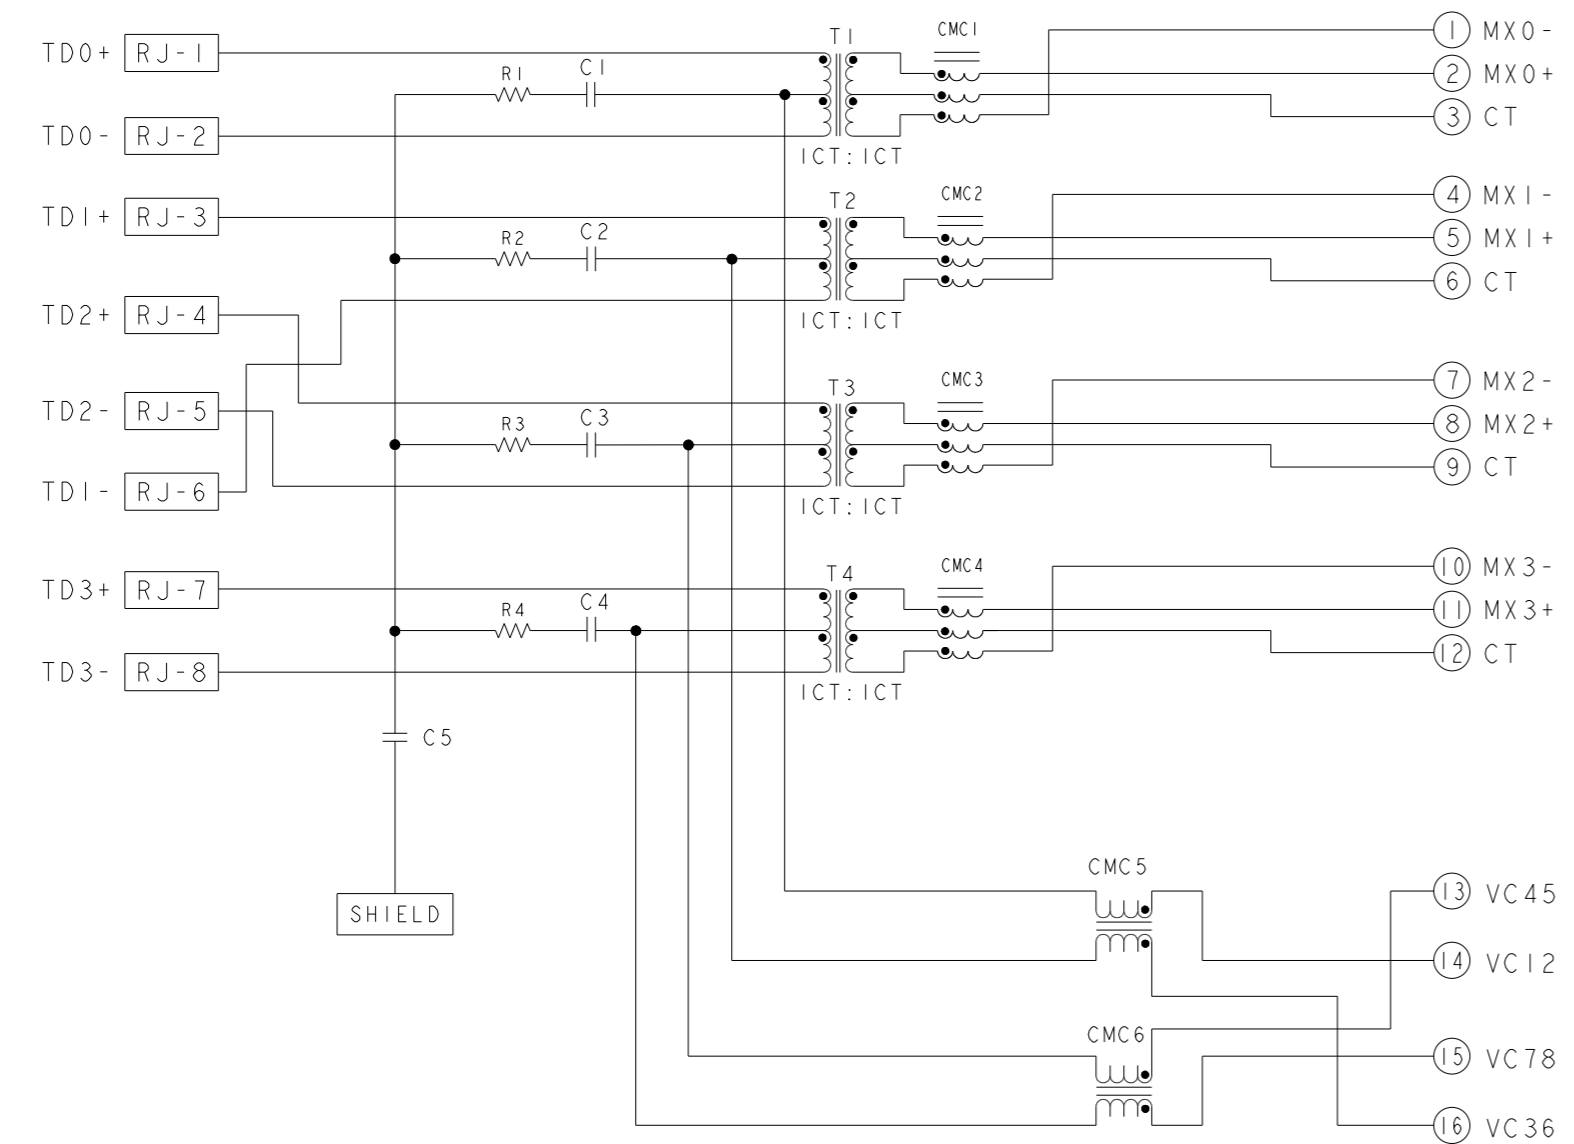 TD0+ RJ-1
R1 C1
T1
CMC1
1 MX0-
2 MX0+
3 CT
TD0- RJ-2
1CT:1CT
TD1+ RJ-3
R2 C2
T2
CMC2
4 MX1-
5 MX1+
6 CT
TD2+ RJ-4
1CT:1CT
TD2- RJ-5
R3 C3
T3
CMC3
7 MX2-
8 MX2+
9 CT
TD1- RJ-6
1CT:1CT
TD3+ RJ-7
R4 C4
T4
CMC4
10 MX3-
11 MX3+
12 CT
TD3- RJ-8
1CT:1CT
C5
SHIELD
CMC5
13 VC45
14 VC12
CMC6
15 VC78
16 VC36